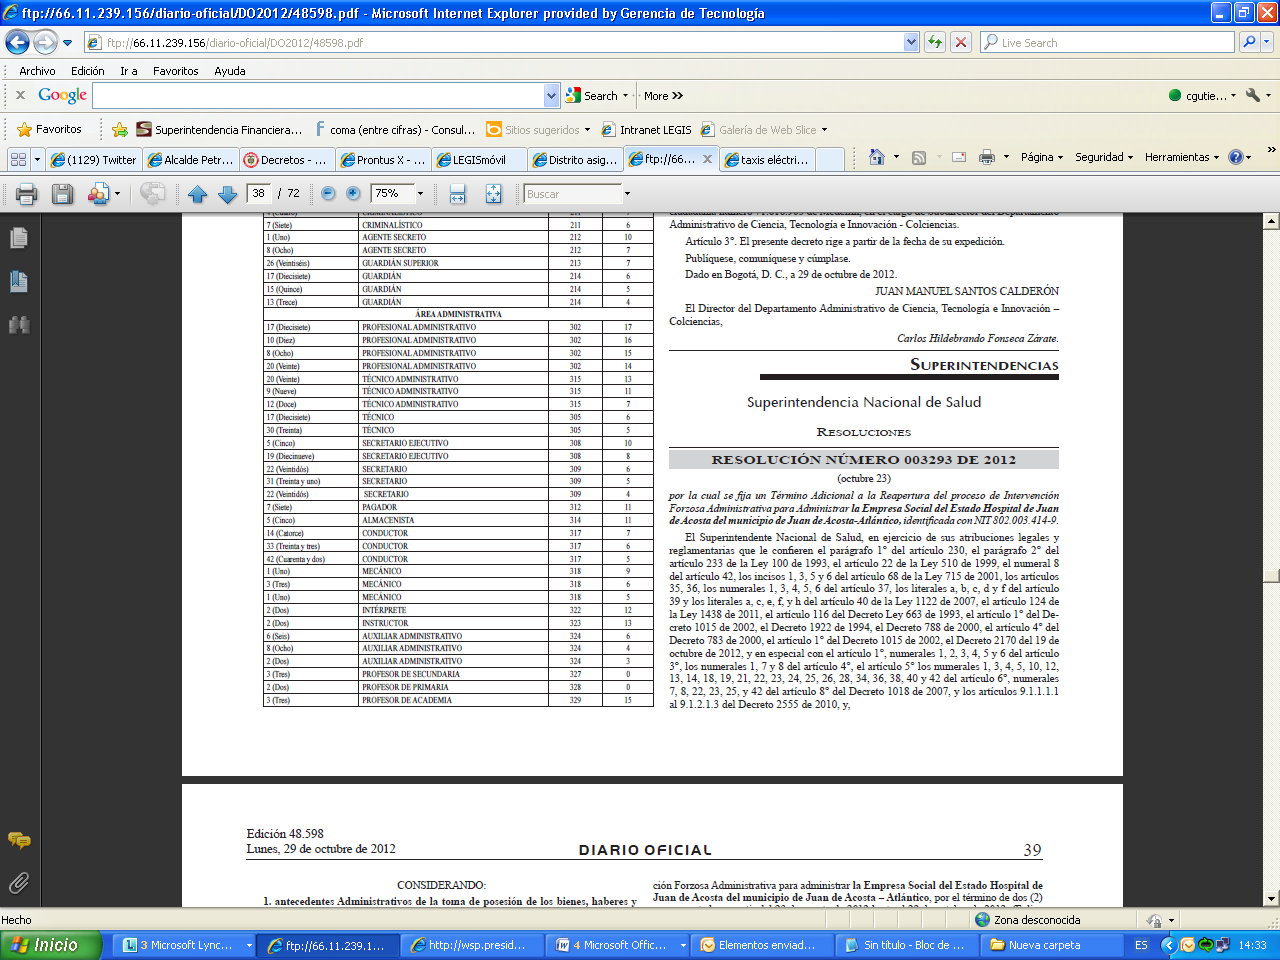 ftp://66.11.239.156/diario-oficial/DO2012/48598.pdf - Microsoft Internet Explorer provided by Gerencia de Tecnología
ftp://66.11.239.156/diario-oficial/DO2012/48598.pdf
Live Search
Archivo Edición Ir a Favoritos Ayuda
Google Search More »
cgutie...
Favoritos Superintendencia Financiera... coma (entre cifras) - Consul... Sitios sugeridos Intranet LEGIS Galería de Web Slice
(1129) Twitter Alcalde Petr... Decretos - ... Prontus X - ... LEGISmóvil Distrito asig... ftp://66... taxis eléctri... Página Seguridad Herramientas
38 / 72 75% Buscar
7 (Siete) CRIMINALÍSTICO 211 6
1 (Uno) AGENTE SECRETO 212 10
8 (Ocho) AGENTE SECRETO 212 7
26 (Veintiséis) GUARDIÁN SUPERIOR 213 7
17 (Diecisiete) GUARDIÁN 214 6
15 (Quince) GUARDIÁN 214 5
13 (Trece) GUARDIÁN 214 4
ÁREA ADMINISTRATIVA
17 (Diecisiete) PROFESIONAL ADMINISTRATIVO 302 17
10 (Diez) PROFESIONAL ADMINISTRATIVO 302 16
8 (Ocho) PROFESIONAL ADMINISTRATIVO 302 15
20 (Veinte) PROFESIONAL ADMINISTRATIVO 302 14
20 (Veinte) TÉCNICO ADMINISTRATIVO 315 13
9 (Nueve) TÉCNICO ADMINISTRATIVO 315 11
12 (Doce) TÉCNICO ADMINISTRATIVO 315 7
17 (Diecisiete) TÉCNICO 305 6
30 (Treinta) TÉCNICO 305 5
5 (Cinco) SECRETARIO EJECUTIVO 308 10
19 (Diecinueve) SECRETARIO EJECUTIVO 308 8
22 (Veintidós) SECRETARIO 309 6
31 (Treinta y uno) SECRETARIO 309 5
22 (Veintidós) SECRETARIO 309 4
7 (Siete) PAGADOR 312 11
5 (Cinco) ALMACENISTA 314 11
14 (Catorce) CONDUCTOR 317 7
33 (Treinta y tres) CONDUCTOR 317 6
42 (Cuarenta y dos) CONDUCTOR 317 5
1 (Uno) MECÁNICO 318 9
3 (Tres) MECÁNICO 318 6
1 (Uno) MECÁNICO 318 5
2 (Dos) INTÉRPRETE 322 12
2 (Dos) INSTRUCTOR 323 13
6 (Seis) AUXILIAR ADMINISTRATIVO 324 6
8 (Ocho) AUXILIAR ADMINISTRATIVO 324 4
2 (Dos) AUXILIAR ADMINISTRATIVO 324 3
3 (Tres) PROFESOR DE SECUNDARIA 327 0
2 (Dos) PROFESOR DE PRIMARIA 328 0
3 (Tres) PROFESOR DE ACADEMIA 329 15
Administrativo de Ciencia, Tecnología e Innovación - Colciencias.
Artículo 3°. El presente decreto rige a partir de la fecha de su expedición.
Publíquese, comuníquese y cúmplase.
Dado en Bogotá, D. C., a 29 de octubre de 2012.
JUAN MANUEL SANTOS CALDERÓN
El Director del Departamento Administrativo de Ciencia, Tecnología e Innovación –
Colciencias,
Carlos Hildebrando Fonseca Zárate.
SUPERINTENDENCIAS
Superintendencia Nacional de Salud
RESOLUCIONES
RESOLUCIÓN NÚMERO 003293 DE 2012
(octubre 23)
por la cual se fija un Término Adicional a la Reapertura del proceso de Intervención
Forzosa Administrativa para Administrar la Empresa Social del Estado Hospital de Juan
de Acosta del municipio de Juan de Acosta-Atlántico, identificada con NIT 802.003.414-9.
El Superintendente Nacional de Salud, en ejercicio de sus atribuciones legales y
reglamentarias que le confieren el parágrafo 1° del artículo 230, el parágrafo 2° del
artículo 233 de la Ley 100 de 1993, el artículo 22 de la Ley 510 de 1999, el numeral 8
del artículo 42, los incisos 1, 3, 5 y 6 del artículo 68 de la Ley 715 de 2001, los artículos
35, 36, los numerales 1, 3, 4, 5, 6 del artículo 37, los literales a, b, c, d y f del artículo
39 y los literales a, c, e, f, y h del artículo 40 de la Ley 1122 de 2007, el artículo 124 de
la Ley 1438 de 2011, el artículo 116 del Decreto Ley 663 de 1993, el artículo 1° del De-
creto 1015 de 2002, el Decreto 1922 de 1994, el Decreto 788 de 2000, el artículo 4° del
Decreto 783 de 2000, el artículo 1° del Decreto 1015 de 2002, el Decreto 2170 del 19 de
octubre de 2012, y en especial con el artículo 1°, numerales 1, 2, 3, 4, 5 y 6 del artículo
3°, los numerales 1, 7 y 8 del artículo 4°, el artículo 5° los numerales 1, 3, 4, 5, 10, 12,
13, 14, 18, 19, 21, 22, 23, 24, 25, 26, 28, 34, 36, 38, 40 y 42 del artículo 6°, numerales
7, 8, 22, 23, 25, y 42 del artículo 8° del Decreto 1018 de 2007, y los artículos 9.1.1.1.1
al 9.1.2.1.3 del Decreto 2555 de 2010, y,
Edición 48.598
Lunes, 29 de octubre de 2012 DIARIO OFICIAL 39
CONSIDERANDO:
1. antecedentes Administrativos de la toma de posesión de los bienes, haberes y
ción Forzosa Administrativa para administrar la Empresa Social del Estado Hospital de
Juan de Acosta del municipio de Juan de Acosta – Atlántico, por el término de dos (2)
Hecho Zona desconocida
Inicio 3 Microsoft Lync... ftp://66.11.239.1... http://wsp.presid... 4 Microsoft Offic... Elementos enviad... Sin título - Bloc de ... Nueva carpeta ES 14:33